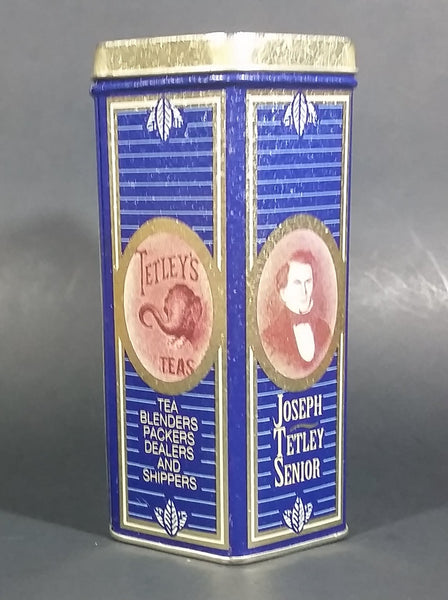 TETLEY'S
TEAS
TEA
BLENDERS
PACKERS
DEALERS
AND
SHIPPERS
JOSEPH
TETLEY
SENIOR